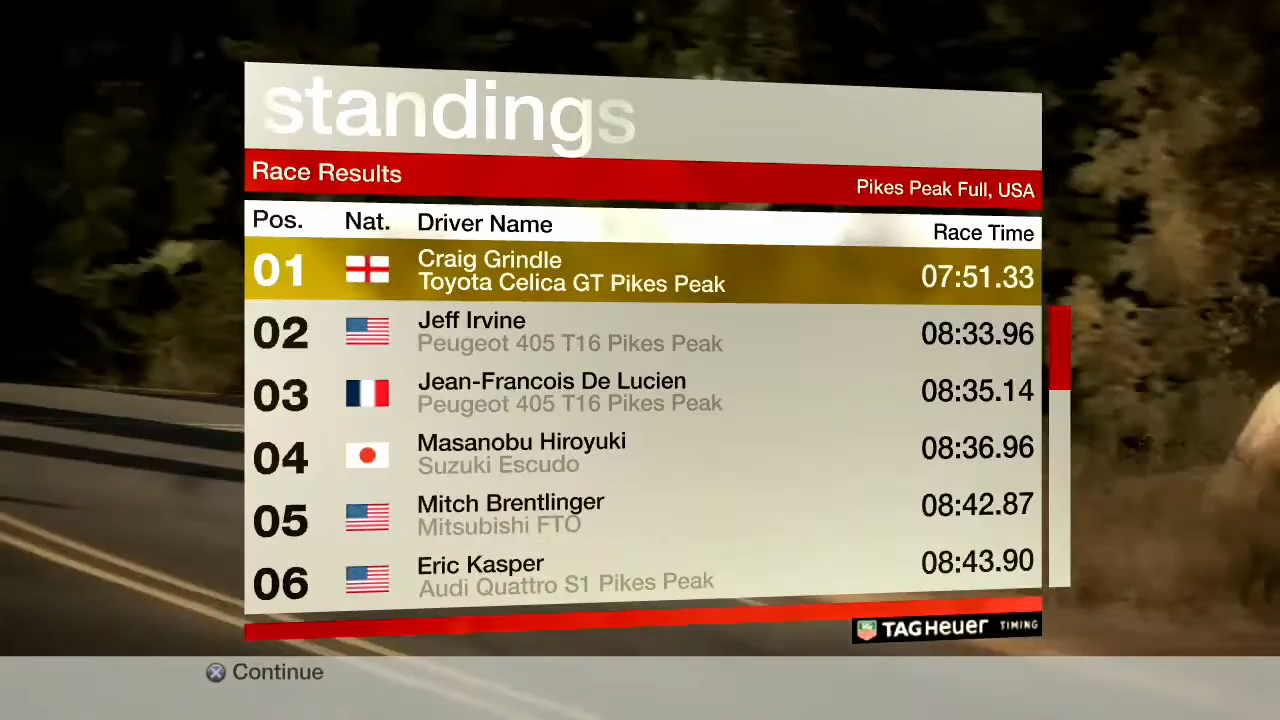 standings
Race Results
Pikes Peak Full, USA
Pos. Nat. Driver Name Race Time
01 Craig Grindle 07:51.33
Toyota Celica GT Pikes Peak
02 Jeff Irvine 08:33.96
Peugeot 405 T16 Pikes Peak
03 Jean-Francois De Lucien 08:35.14
Peugeot 405 T16 Pikes Peak
04 Masanobu Hiroyuki 08:36.96
Suzuki Escudo
05 Mitch Brentlinger 08:42.87
Mitsubishi FTO
06 Eric Kasper 08:43.90
Audi Quattro S1 Pikes Peak
TAGHeuer TIMING
Continue